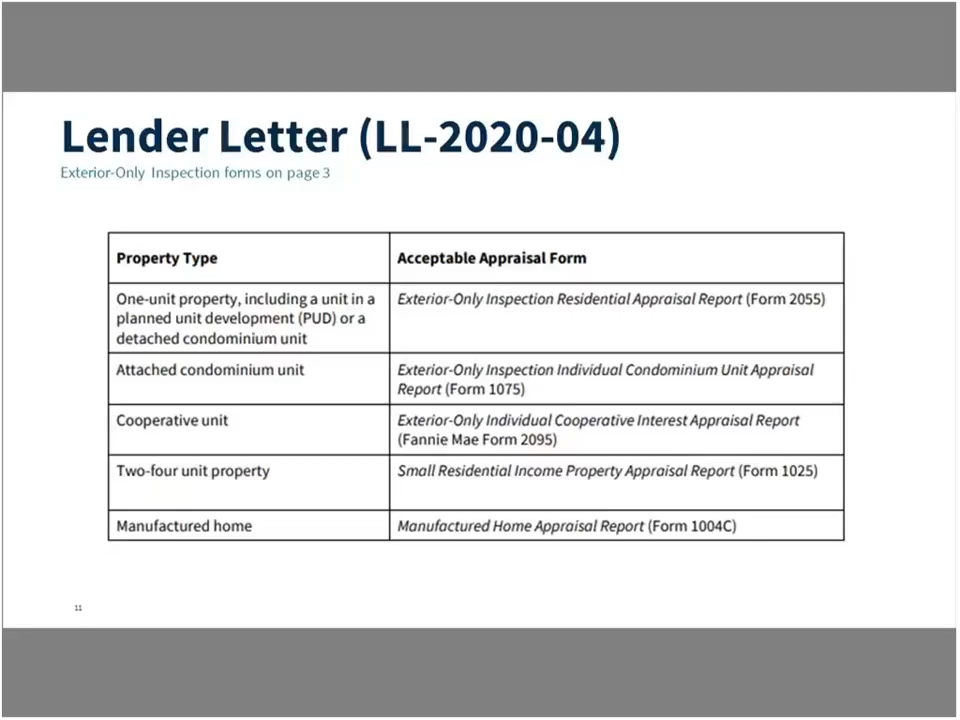 Lender Letter (LL-2020-04)
Exterior-Only Inspection forms on page 3
Property Type
Acceptable Appraisal Form
One-unit property, including a unit in a
planned unit development (PUD) or a
detached condominium unit
Exterior-Only Inspection Residential Appraisal Report (Form 2055)
Attached condominium unit
Exterior-Only Inspection Individual Condominium Unit Appraisal
Report (Form 1075)
Cooperative unit
Exterior-Only Individual Cooperative Interest Appraisal Report
(Fannie Mae Form 2095)
Two-four unit property
Small Residential Income Property Appraisal Report (Form 1025)
Manufactured home
Manufactured Home Appraisal Report (Form 1004C)
11